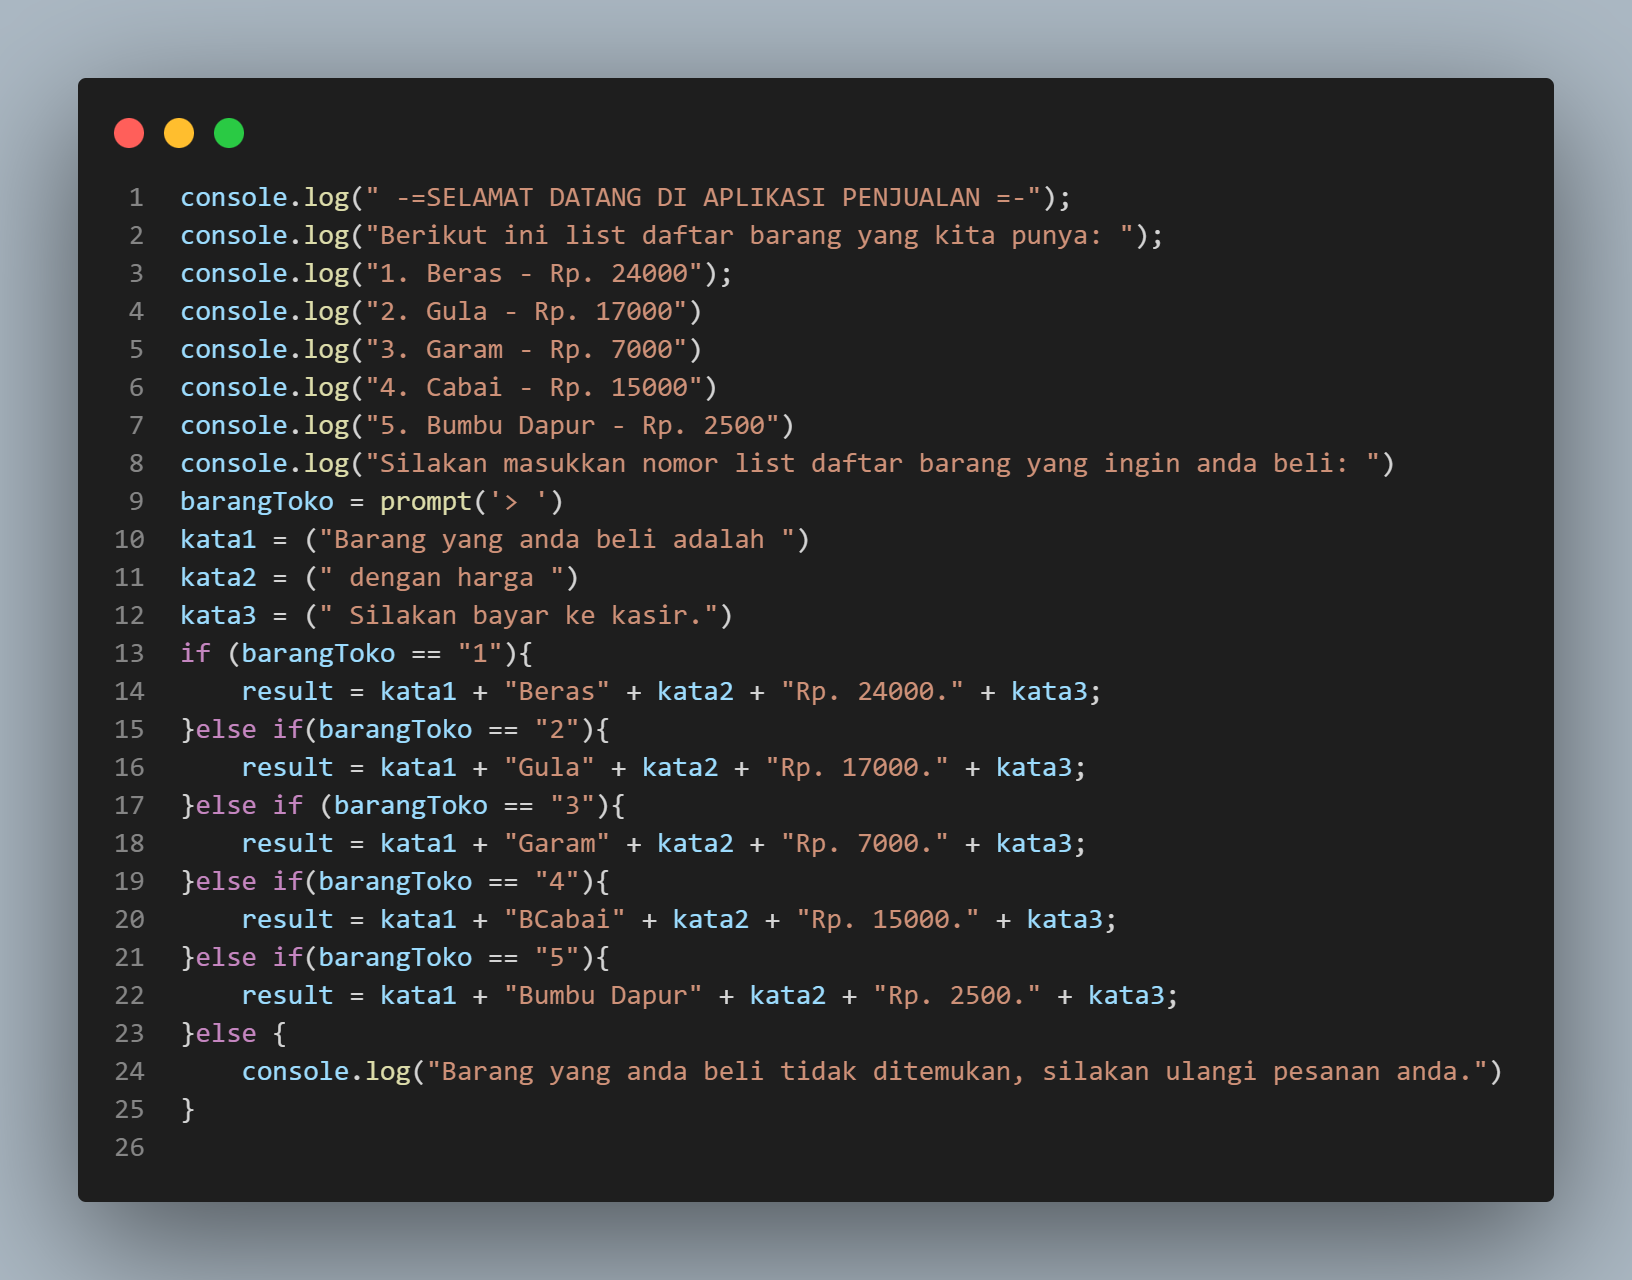 1 console.log(" -=SELAMAT DATANG DI APLIKASI PENJUALAN =-");
2 console.log("Berikut ini list daftar barang yang kita punya: ");
3 console.log("1. Beras - Rp. 24000");
4 console.log("2. Gula - Rp. 17000")
5 console.log("3. Garam - Rp. 7000")
6 console.log("4. Cabai - Rp. 15000")
7 console.log("5. Bumbu Dapur - Rp. 2500")
8 console.log("Silakan masukkan nomor list daftar barang yang ingin anda beli: ")
9 barangToko = prompt('> ')
10 kata1 = ("Barang yang anda beli adalah ")
11 kata2 = (" dengan harga ")
12 kata3 = (" Silakan bayar ke kasir.")
13 if (barangToko == "1"){
14     result = kata1 + "Beras" + kata2 + "Rp. 24000." + kata3;
15 }else if(barangToko == "2"){
16     result = kata1 + "Gula" + kata2 + "Rp. 17000." + kata3;
17 }else if (barangToko == "3"){
18     result = kata1 + "Garam" + kata2 + "Rp. 7000." + kata3;
19 }else if(barangToko == "4"){
20     result = kata1 + "BCabai" + kata2 + "Rp. 15000." + kata3;
21 }else if(barangToko == "5"){
22     result = kata1 + "Bumbu Dapur" + kata2 + "Rp. 2500." + kata3;
23 }else {
24     console.log("Barang yang anda beli tidak ditemukan, silakan ulangi pesanan anda.")
25 }
26